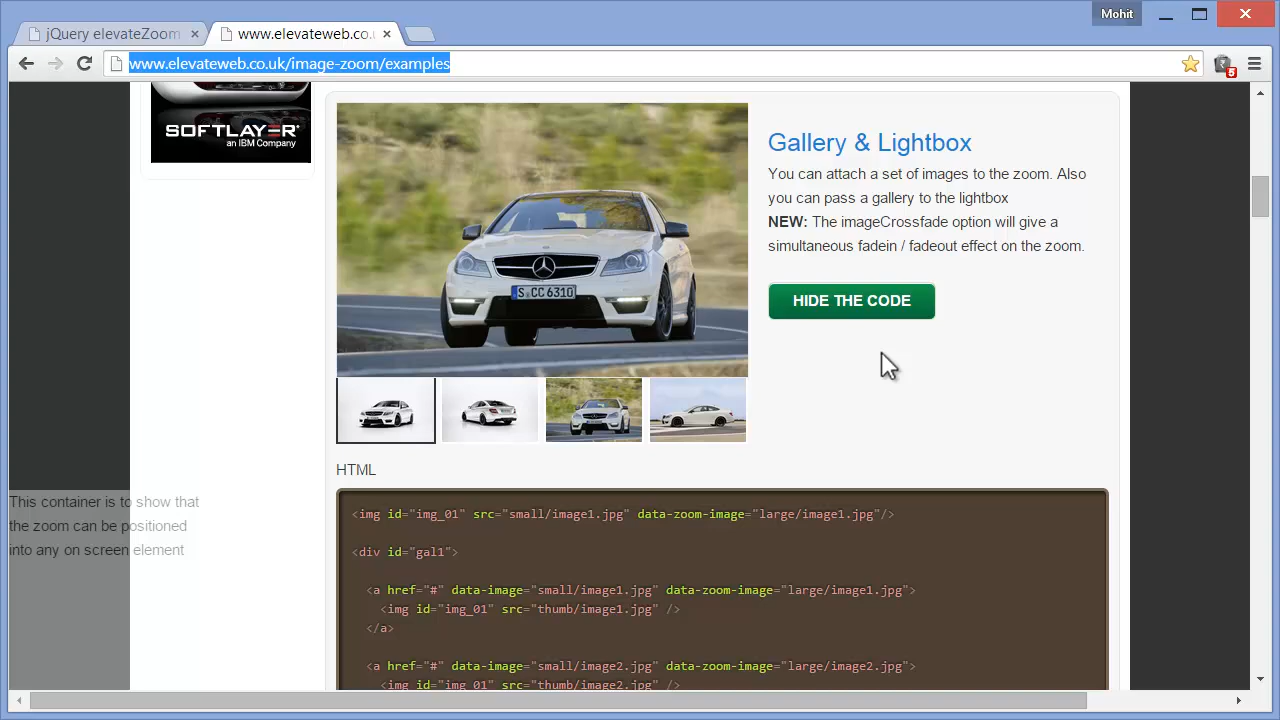 Mohit
jQuery elevateZoom
www.elevateweb.co.u
www.elevateweb.co.uk/image-zoom/examples
5
SOFTLAYER
an IBM Company
S CC 6310
Gallery & Lightbox
You can attach a set of images to the zoom. Also
you can pass a gallery to the lightbox
NEW: The imageCrossfade option will give a
simultaneous fadein / fadeout effect on the zoom.
HIDE THE CODE
HTML
This container is to show that
the zoom can be positioned
into any on screen element
<img id="img_01" src="small/image1.jpg" data-zoom-image="large/image1.jpg"/>
<div id="gal1">
<a href="#" data-image="small/image1.jpg" data-zoom-image="large/image1.jpg">
<img id="img_01" src="thumb/image1.jpg" />
</a>
<a href="#" data-image="small/image2.jpg" data-zoom-image="large/image2.jpg">
<img id="img_01" src="thumb/image2.jpg" />